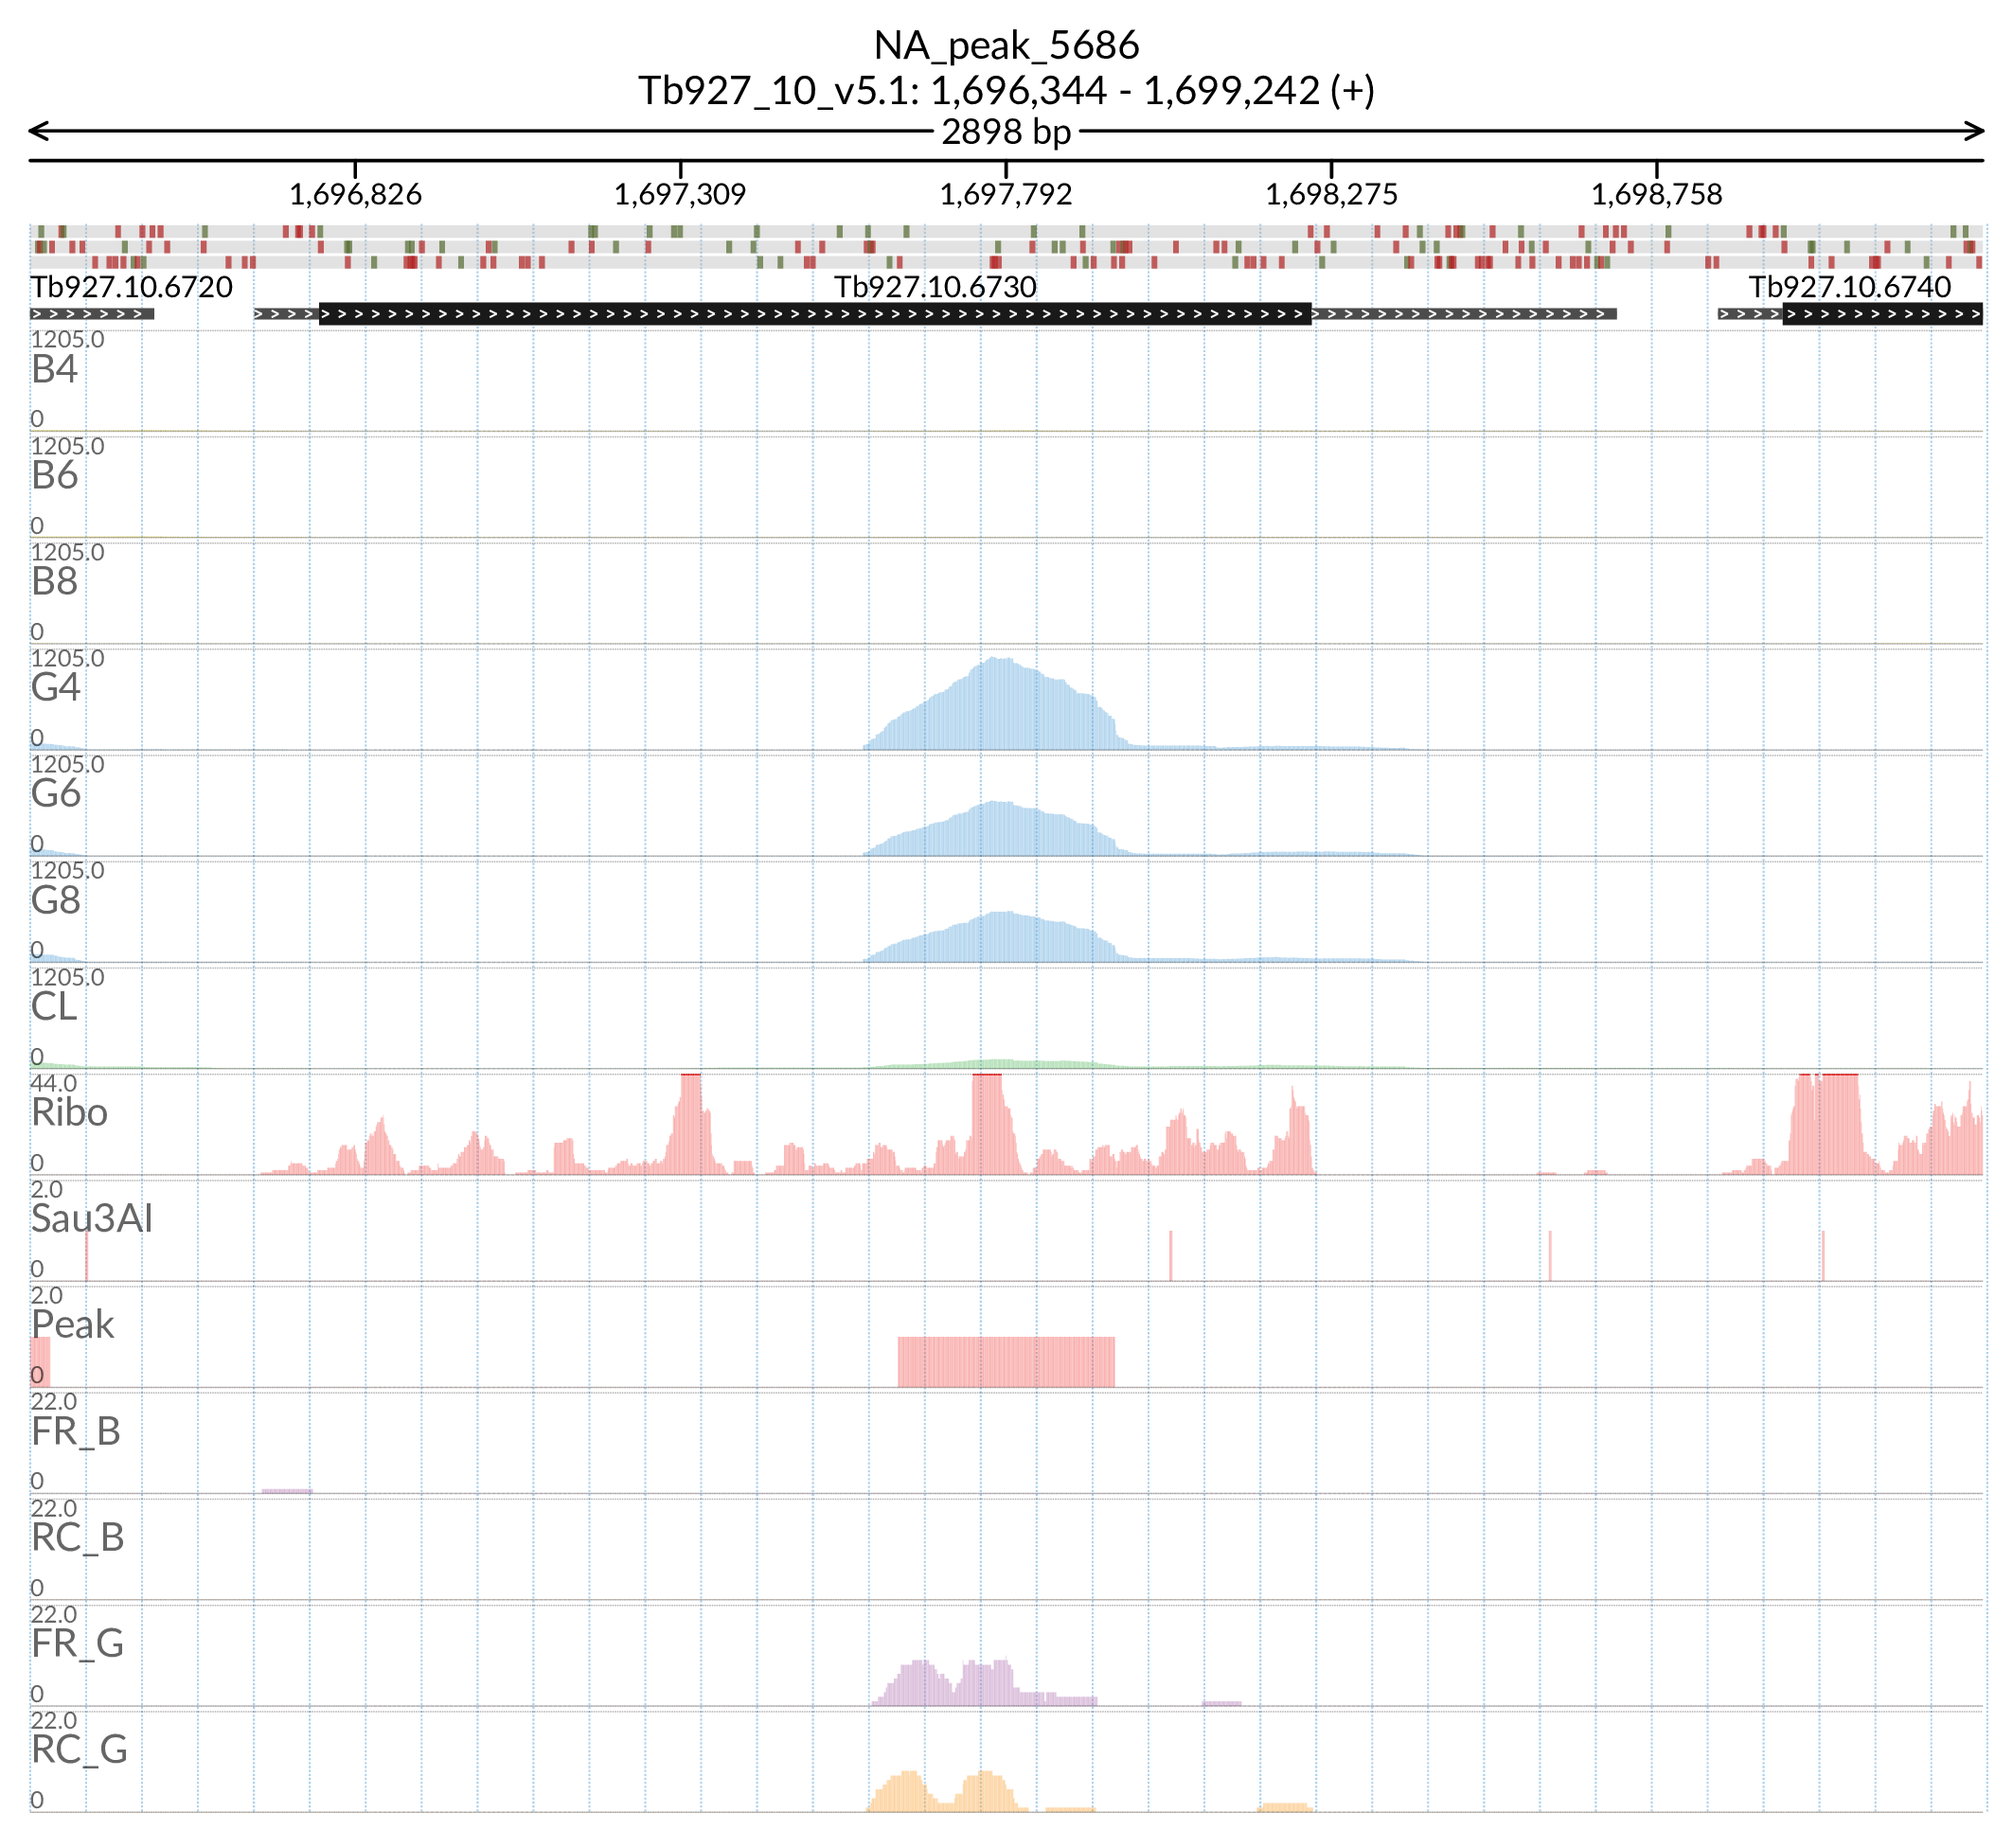 NA_peak_5686
Tb927_10_v5.1: 1,696,344 - 1,699,242 (+)
2898 bp
1,696,826 1,697,309 1,697,792 1,698,275 1,698,758
Tb927.10.6720 Tb927.10.6730 Tb927.10.6740
1205.0
B4
0
1205.0
B6
0
1205.0
B8
0
1205.0
G4
0
1205.0
G6
0
1205.0
G8
0
1205.0
CL
0
44.0
Ribo
0
2.0
Sau3AI
0
2.0
Peak
0
22.0
FR_B
0
22.0
RC_B
0
22.0
FR_G
0
22.0
RC_G
0